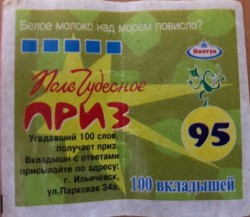 Белое молоко над морем повисло?
Поле Чудесное
ПРИЗ
Угадавший 100 слов,
получает приз.
Вкладыши с ответами
присылайте по адресу:
г. Ильичевск,
ул.Парковая 34а.
95
100 вкладышей